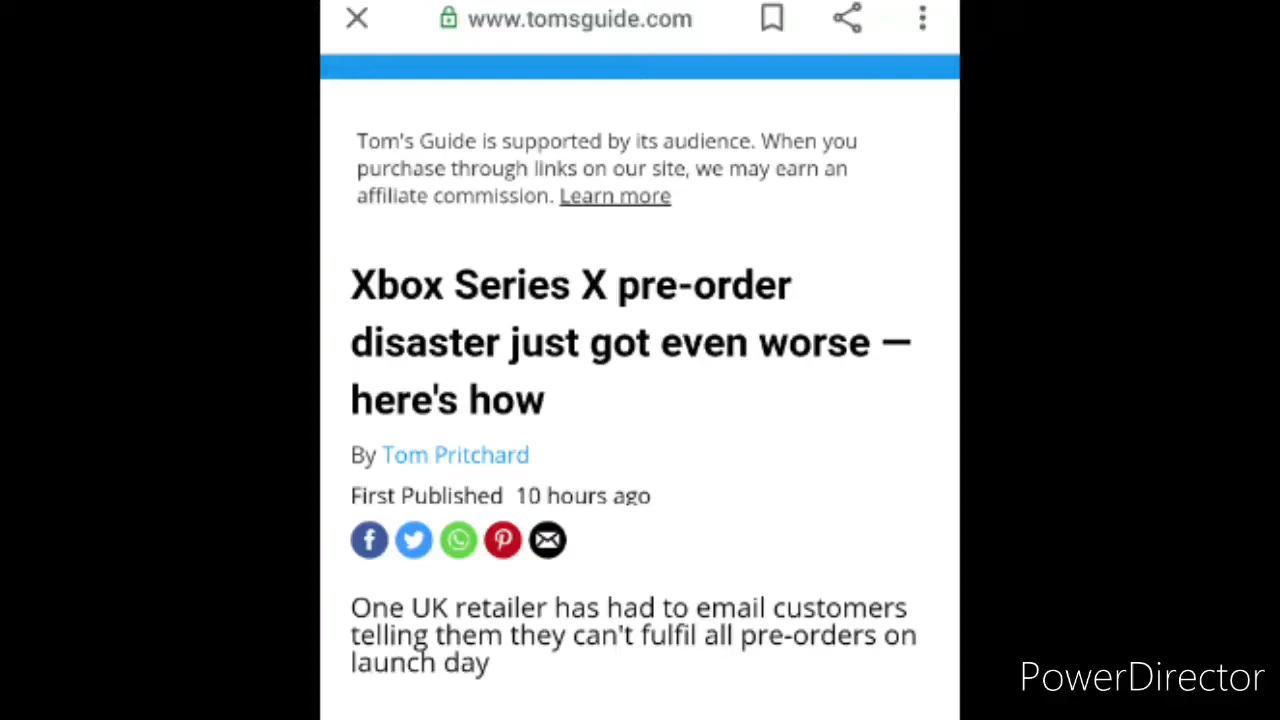 www.tomsguide.com
Tom's Guide is supported by its audience. When you
purchase through links on our site, we may earn an
affiliate commission. Learn more
Xbox Series X pre-order
disaster just got even worse —
here's how
By Tom Pritchard
First Published 10 hours ago
One UK retailer has had to email customers
telling them they can't fulfil all pre-orders on
launch day
PowerDirector